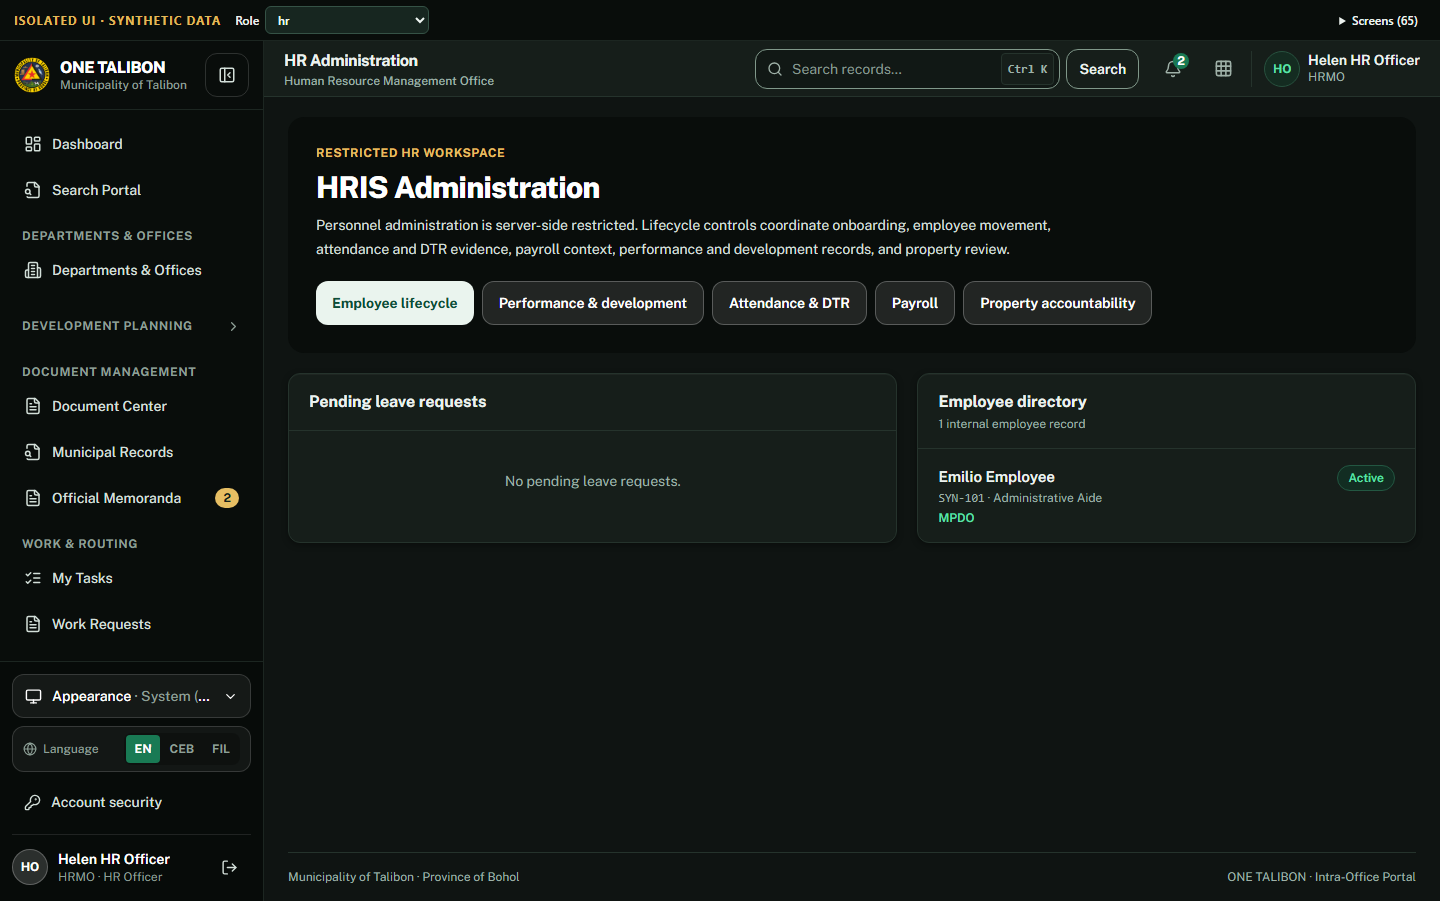 ISOLATED UI · SYNTHETIC DATA
Role
hr
Screens (65)
ONE TALIBON
Municipality of Talibon
Dashboard
Search Portal
DEPARTMENTS & OFFICES
Departments & Offices
DEVELOPMENT PLANNING
DOCUMENT MANAGEMENT
Document Center
Municipal Records
Official Memoranda
2
WORK & ROUTING
My Tasks
Work Requests
Appearance · System (...
Language
EN
CEB
FIL
Account security
HO
Helen HR Officer
HRMO · HR Officer
HR Administration
Human Resource Management Office
Search records...
Ctrl K
Search
2
HO
Helen HR Officer
HRMO
RESTRICTED HR WORKSPACE
HRIS Administration
Personnel administration is server-side restricted. Lifecycle controls coordinate onboarding, employee movement,
attendance and DTR evidence, payroll context, performance and development records, and property review.
Employee lifecycle
Performance & development
Attendance & DTR
Payroll
Property accountability
Pending leave requests
No pending leave requests.
Employee directory
1 internal employee record
Emilio Employee
Active
SYN-101 · Administrative Aide
MPDO
Municipality of Talibon · Province of Bohol
ONE TALIBON · Intra-Office Portal